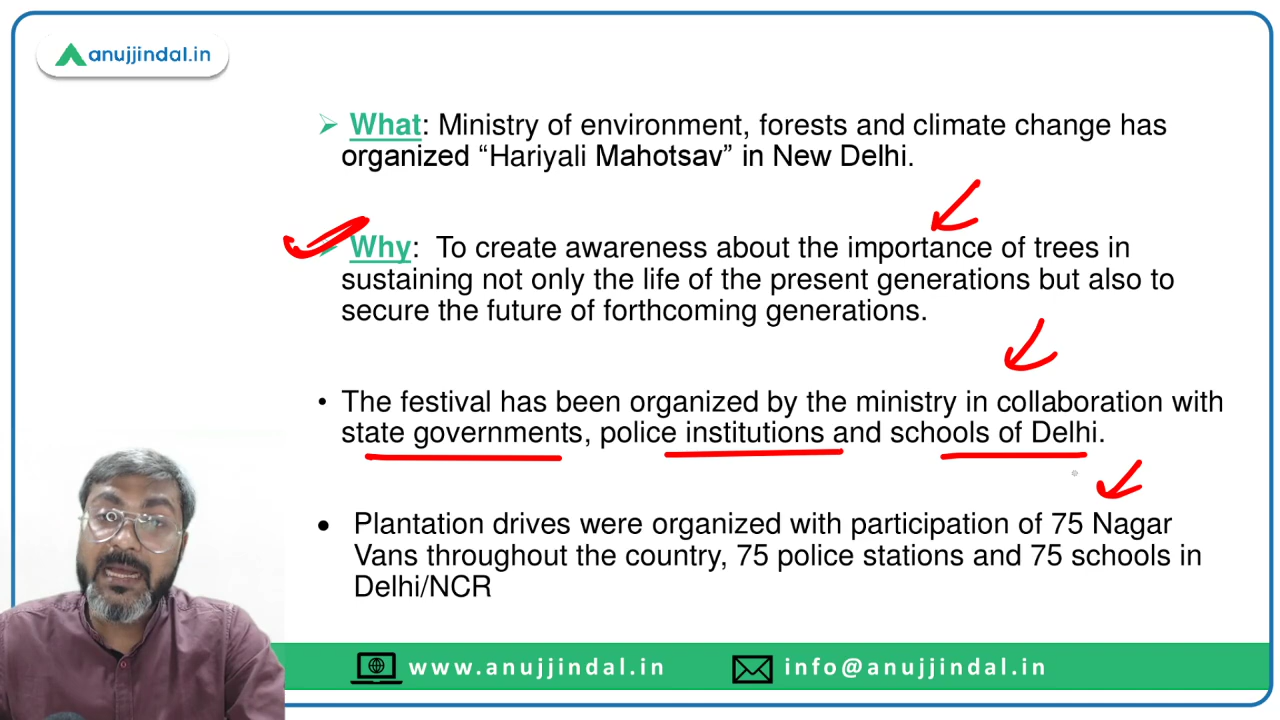 anujjindal.in
What: Ministry of environment, forests and climate change has
organized “Hariyali Mahotsav” in New Delhi.
Why: To create awareness about the importance of trees in
sustaining not only the life of the present generations but also to
secure the future of forthcoming generations.
• The festival has been organized by the ministry in collaboration with
state governments, police institutions and schools of Delhi.
• Plantation drives were organized with participation of 75 Nagar
Vans throughout the country, 75 police stations and 75 schools in
Delhi/NCR
www.anujjindal.in info@anujjindal.in